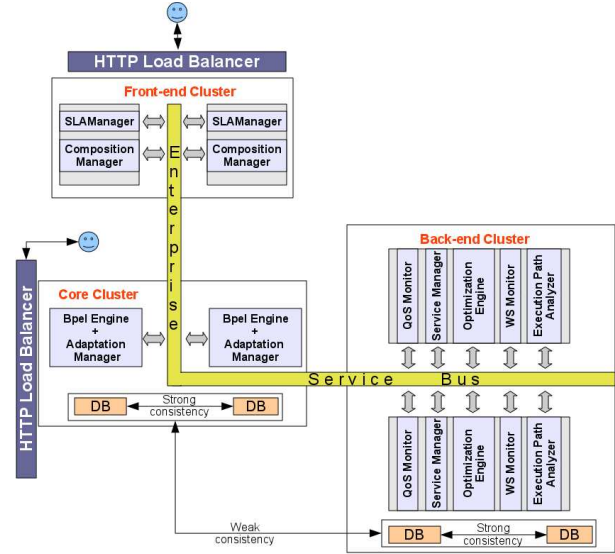 HTTP Load Balancer
Front-end Cluster
SLAManager
SLAManager
Composition
Manager
Composition
Manager
Enterprise
HTTP Load Balancer
Core Cluster
Bpel Engine
+
Adaptation
Manager
Bpel Engine
+
Adaptation
Manager
DB
Strong
consistency
DB
Back-end Cluster
QoS Monitor
Service Manager
Optimization
Engine
WS Monitor
Execution Path
Analyzer
Service Bus
QoS Monitor
Service Manager
Optimization
Engine
WS Monitor
Execution Path
Analyzer
Weak
consistency
DB
Strong
consistency
DB